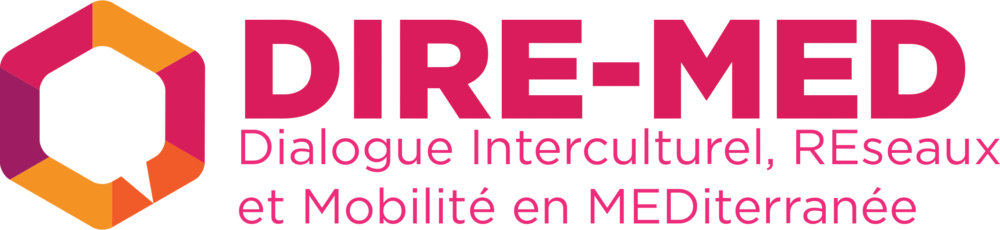 DIRE-MED
Dialogue Interculturel, REseaux
et Mobilité en MEDiterranée